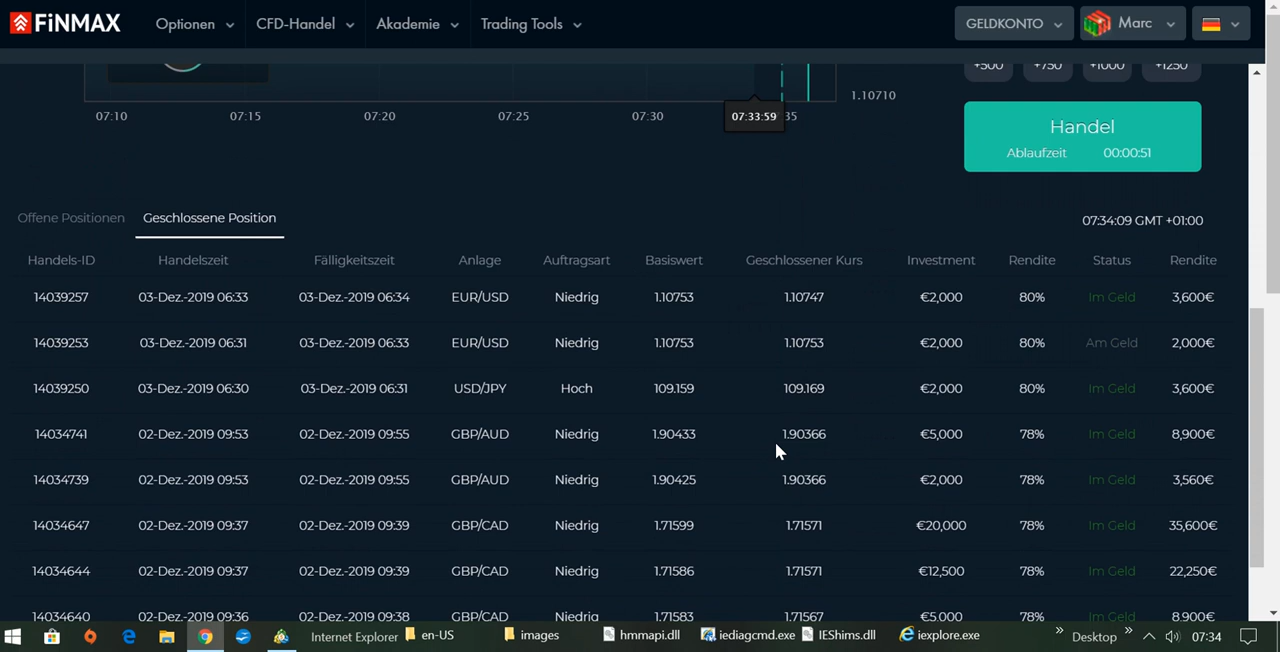 FiNMAX Optionen CFD-Handel Akademie Trading Tools GELDKONTO Marc
+500 +750 +1000 +1250
1.10710
07:10 07:15 07:20 07:25 07:30 07:33:59 35
Handel
Ablaufzeit 00:00:51
Offene Positionen Geschlossene Position 07:34:09 GMT +01:00
Handels-ID Handelszeit Fälligkeitszeit Anlage Auftragsart Basiswert Geschlossener Kurs Investment Rendite Status Rendite
14039257 03-Dez.-2019 06:33 03-Dez.-2019 06:34 EUR/USD Niedrig 1.10753 1.10747 €2,000 80% Im Geld 3,600€
14039253 03-Dez.-2019 06:31 03-Dez.-2019 06:33 EUR/USD Niedrig 1.10753 1.10753 €2,000 80% Am Geld 2,000€
14039250 03-Dez.-2019 06:30 03-Dez.-2019 06:31 USD/JPY Hoch 109.159 109.169 €2,000 80% Im Geld 3,600€
14034741 02-Dez.-2019 09:53 02-Dez.-2019 09:55 GBP/AUD Niedrig 1.90433 1.90366 €5,000 78% Im Geld 8,900€
14034739 02-Dez.-2019 09:53 02-Dez.-2019 09:55 GBP/AUD Niedrig 1.90425 1.90366 €2,000 78% Im Geld 3,560€
14034647 02-Dez.-2019 09:37 02-Dez.-2019 09:39 GBP/CAD Niedrig 1.71599 1.71571 €20,000 78% Im Geld 35,600€
14034644 02-Dez.-2019 09:37 02-Dez.-2019 09:39 GBP/CAD Niedrig 1.71586 1.71571 €12,500 78% Im Geld 22,250€
14034640 02-Dez.-2019 09:36 02-Dez.-2019 09:38 GBP/CAD Niedrig 1.71583 1.71567 €5,000 78% Im Geld 8,900€
Internet Explorer en-US images hmmapi.dll iediagcmd.exe IEShims.dll iexplore.exe » Desktop » 07:34